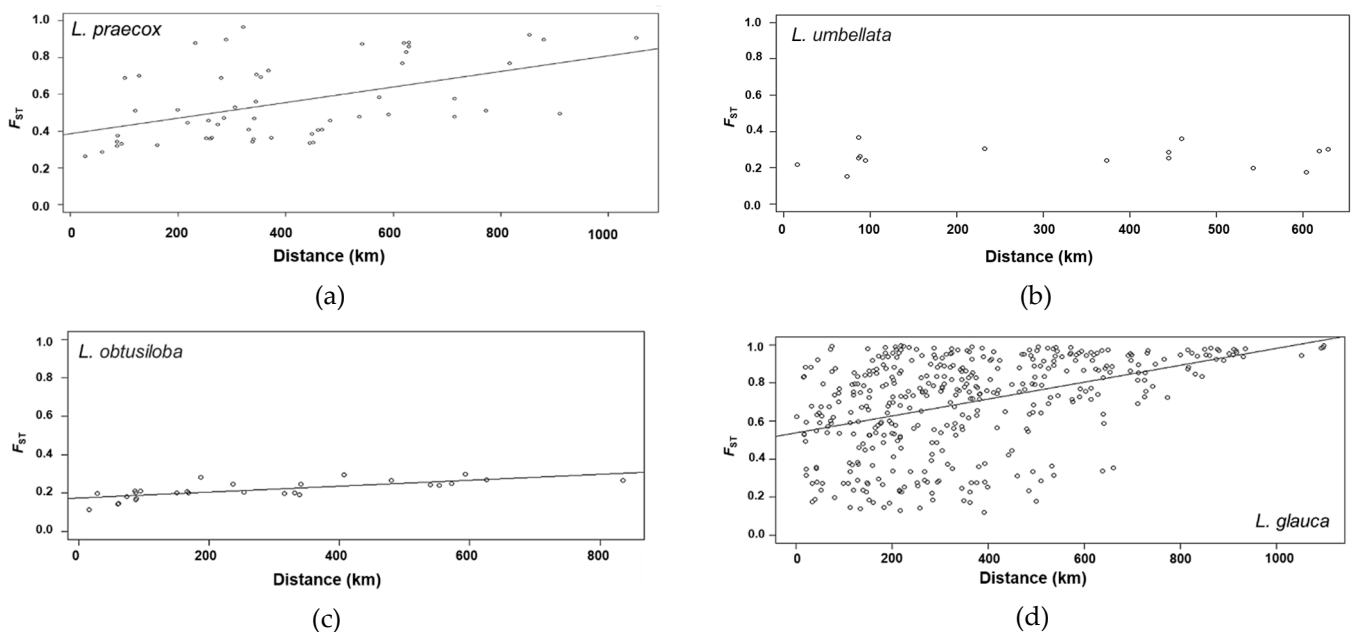 L. praecox
1.0
0.8
0.6
0.4
0.2
0.0
FST
0 200 400 600 800 1000
Distance (km)
(a)
L. umbellata
1.0
0.8
0.6
0.4
0.2
0.0
FST
0 100 200 300 400 500 600
Distance (km)
(b)
L. obtusiloba
1.0
0.8
0.6
0.4
0.2
0.0
FST
0 200 400 600 800
Distance (km)
(c)
1.0
0.8
0.6
0.4
0.2
0.0
FST
L. glauca
0 200 400 600 800 1000
Distance (km)
(d)